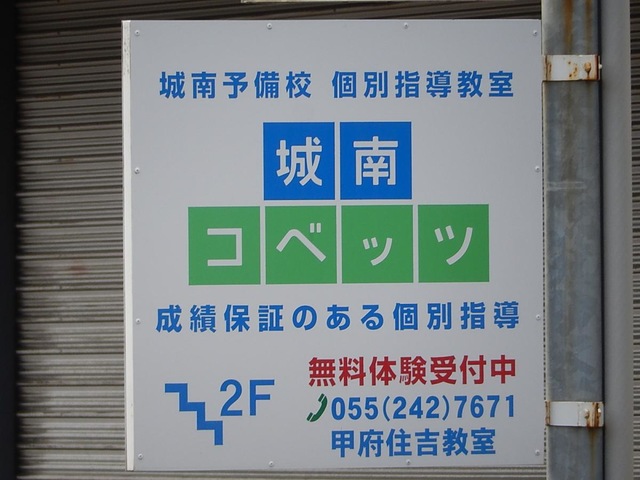 城南予備校 個別指導教室
城南
コベッツ
成績保証のある個別指導
無料体験受付中
2F
055(242)7671
甲府住吉教室